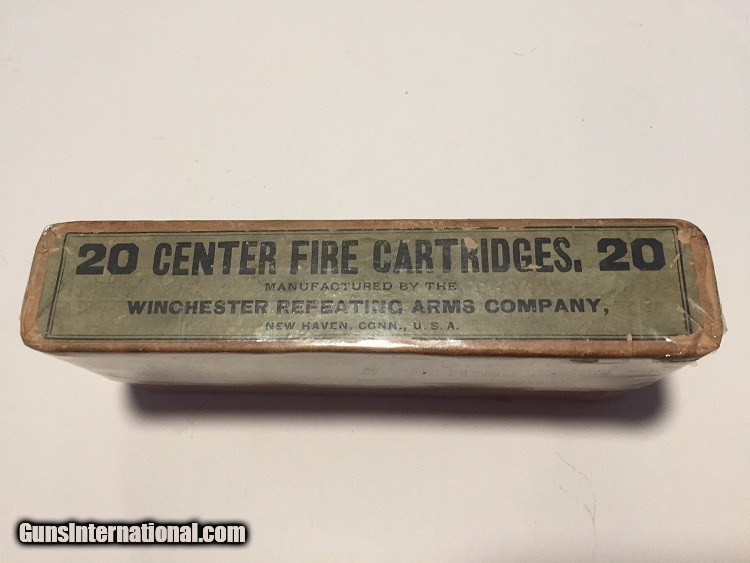 20 CENTER FIRE CARTRIDGES. 20
MANUFACTURED BY THE
WINCHESTER REPEATING ARMS COMPANY,
NEW HAVEN, CONN., U.S.A.
GunsInternational.com